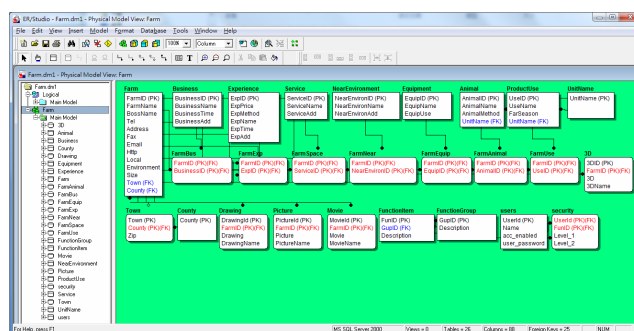 ER/Studio - Farm.dm1 - Physical Model View: Farm
File Edit View Insert Model Format DataBase Tools Window Help
100% Column
Farm.dm1 - Physical Model View: Farm
Farm.dm1
Logical
Main Model
Farm
Main Model
3D
Animal
Business
County
Drawing
Equipment
Experience
Farm
FarmAnimal
FarmBus
FarmEquip
FarmExp
FarmNear
FarmSpace
FarmUse
FunctionGroup
FunctionItem
Movie
NearEnvironment
Picture
ProductUse
security
Service
Town
UnitName
users
Farm
FarmID (PK)
FarmName
BossName
Tel
Address
Fax
Email
Http
Local
Environment
Size
Town (FK)
County (FK)
Business
BusinessID (PK)
BusinessName
BusinessTime
BusinessAdd
Experience
ExpID (PK)
ExpPrice
ExpMethod
ExpName
ExpTime
ExpAdd
Service
ServiceID (PK)
ServiceName
ServiceAdd
NearEnvironment
NearEnvironID (PK)
NearEnvironName
NearEnvironAdd
Equipment
EquipID (PK)
EquipName
EquipUse
Animal
AnimalID (PK)
AnimalName
AnimalMethod
UnitName (FK)
ProductUse
UseID (PK)
UseName
FarSeason
UnitName (FK)
UnitName
UnitName (PK)
FarmBus
FarmID (PK)(FK)
BusinessID (PK)(FK)
FarmExp
FarmID (PK)(FK)
ExpID (PK)(FK)
FarmSpace
FarmID (PK)(FK)
ServiceID (PK)(FK)
FarmNear
FarmID (PK)(FK)
NearEnvironID (PK)(FK)
FarmEquip
FarmID (PK)(FK)
EquipID (PK)(FK)
FarmAnimal
FarmID (PK)(FK)
AnimalID (PK)(FK)
FarmUse
FarmID (PK)(FK)
UseID (PK)(FK)
3D
3DID (PK)
FarmID (PK)(FK)
3D
3DName
Town
Town (PK)
County (PK)(FK)
Zip
County
County (PK)
Drawing
DrawingId (PK)
FarmID (PK)(FK)
Drawing
DrawingName
Picture
PictureId (PK)
FarmID (PK)(FK)
Picture
PictureName
Movie
MovieId (PK)
FarmID (PK)(FK)
Movie
MovieName
FunctionItem
FunID (PK)
GupID (FK)
Description
FunctionGroup
GupID (PK)
Description
users
UserId (PK)
Name
acc_enabled
user_password
security
UserId (PK)(FK)
FunID (PK)(FK)
Level_1
Level_2
For Help, press F1
MS SQL Server 2000 Views = 0 Tables = 26 Columns = 88 Foreign Keys = 25 NUM